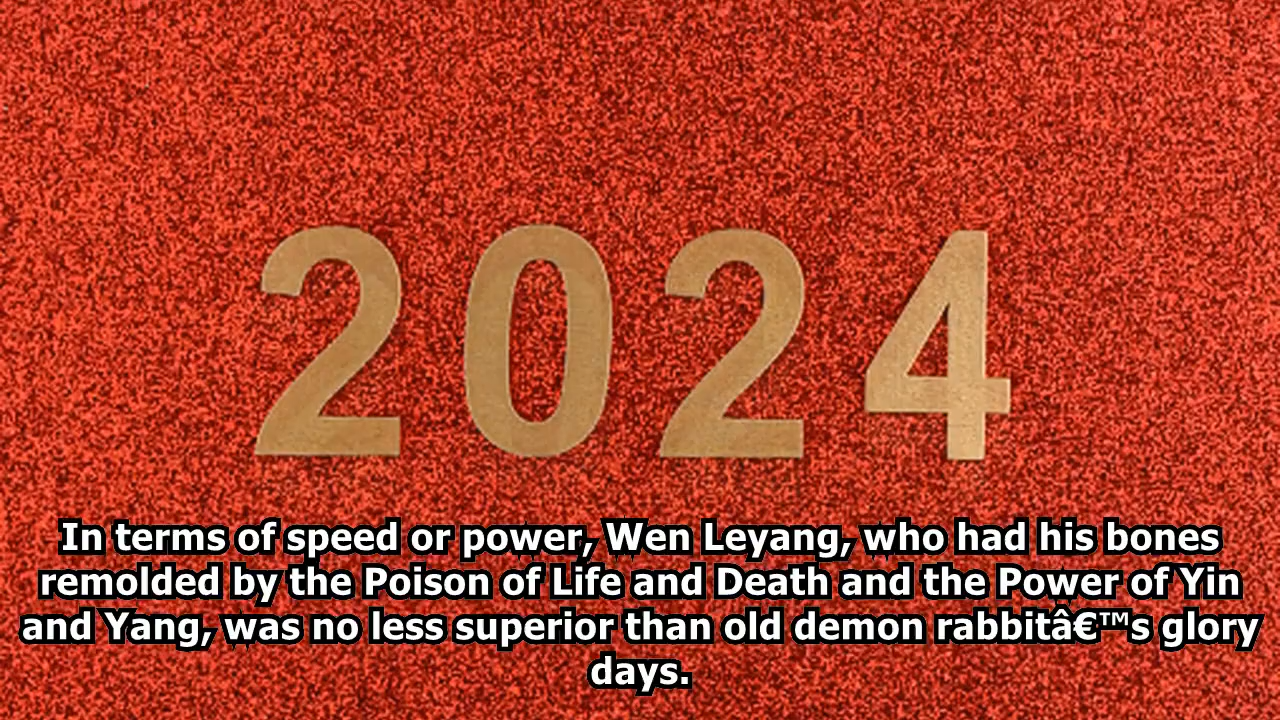 2024
In terms of speed or power, Wen Leyang, who had his bones
remolded by the Poison of Life and Death and the Power of Yin
and Yang, was no less superior than old demon rabbitâ€™s glory
days.